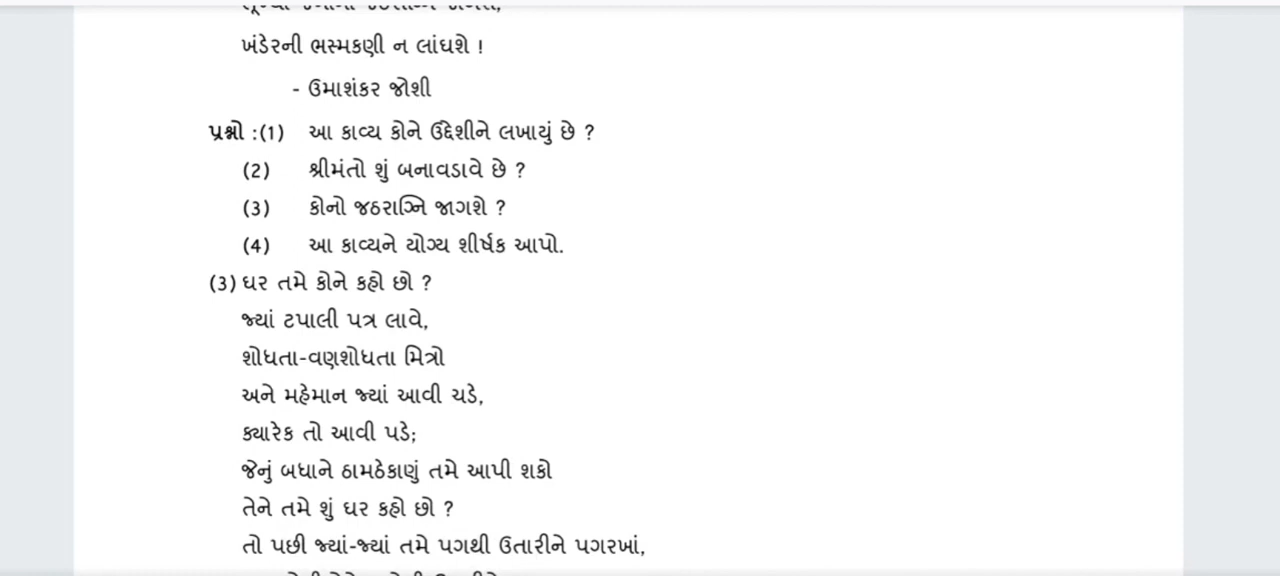 ખંડેરની ભસ્મકણી ન લાંઘશે !
- ઉમાશંકર જોશી
પ્રશ્નો :(1) આ કાવ્ય કોને ઉદ્દેશીને લખાયું છે ?
(2) શ્રીમંતો શું બનાવડાવે છે ?
(3) કોનો જઠરાગ્નિ જાગશે ?
(4) આ કાવ્યને યોગ્ય શીર્ષક આપો.
(3) ઘર તમે કોને કહો છો ?
જ્યાં ટપાલી પત્ર લાવે,
શોધતા-વણશોધતા મિત્રો
અને મહેમાન જ્યાં આવી ચડે,
ક્યારેક તો આવી પડે;
જેનું બધાને ઠામઠેકાણું તમે આપી શકો
તેને તમે શું ઘર કહો છો ?
તો પછી જ્યાં-જ્યાં તમે પગથી ઉતારીને પગરખાં,